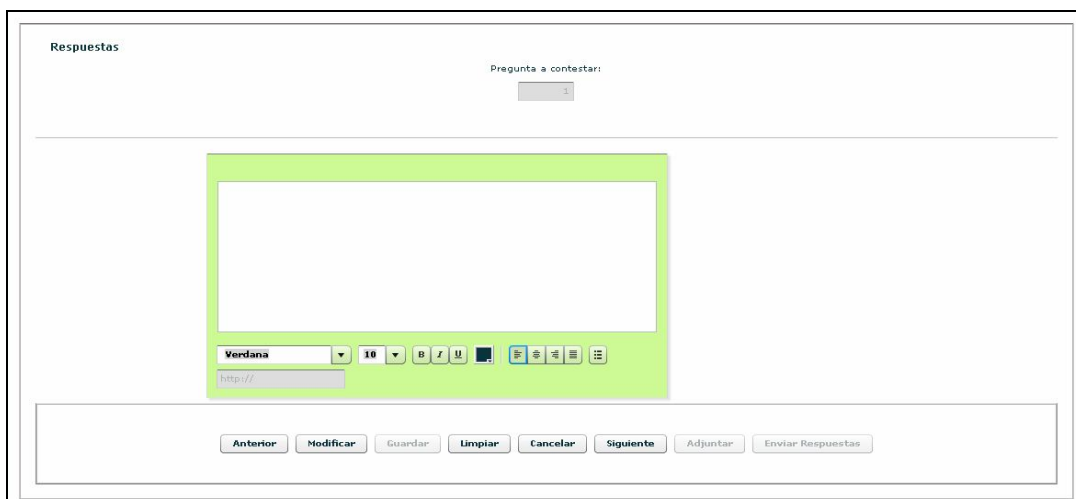 Respuestas
Pregunta a contestar:
1
Verdana 10 B I U
http://
Anterior Modificar Guardar Limpiar Cancelar Siguiente Adjuntar Enviar Respuestas